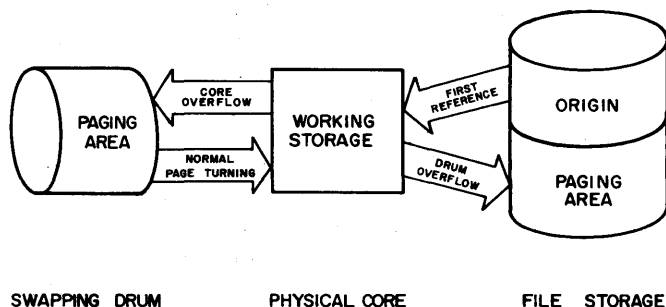 PAGING
AREA
CORE
OVERFLOW
NORMAL
PAGE TURNING
WORKING
STORAGE
FIRST
REFERENCE
DRUM
OVERFLOW
ORIGIN
PAGING
AREA
SWAPPING DRUM
PHYSICAL CORE
FILE STORAGE